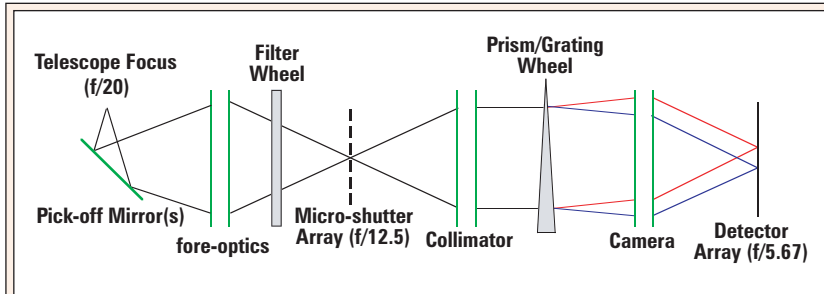 Telescope Focus
(f/20)
Filter
Wheel
Prism/Grating
Wheel
Pick-off Mirror(s)
fore-optics
Micro-shutter
Array (f/12.5)
Collimator
Camera
Detector
Array (f/5.67)